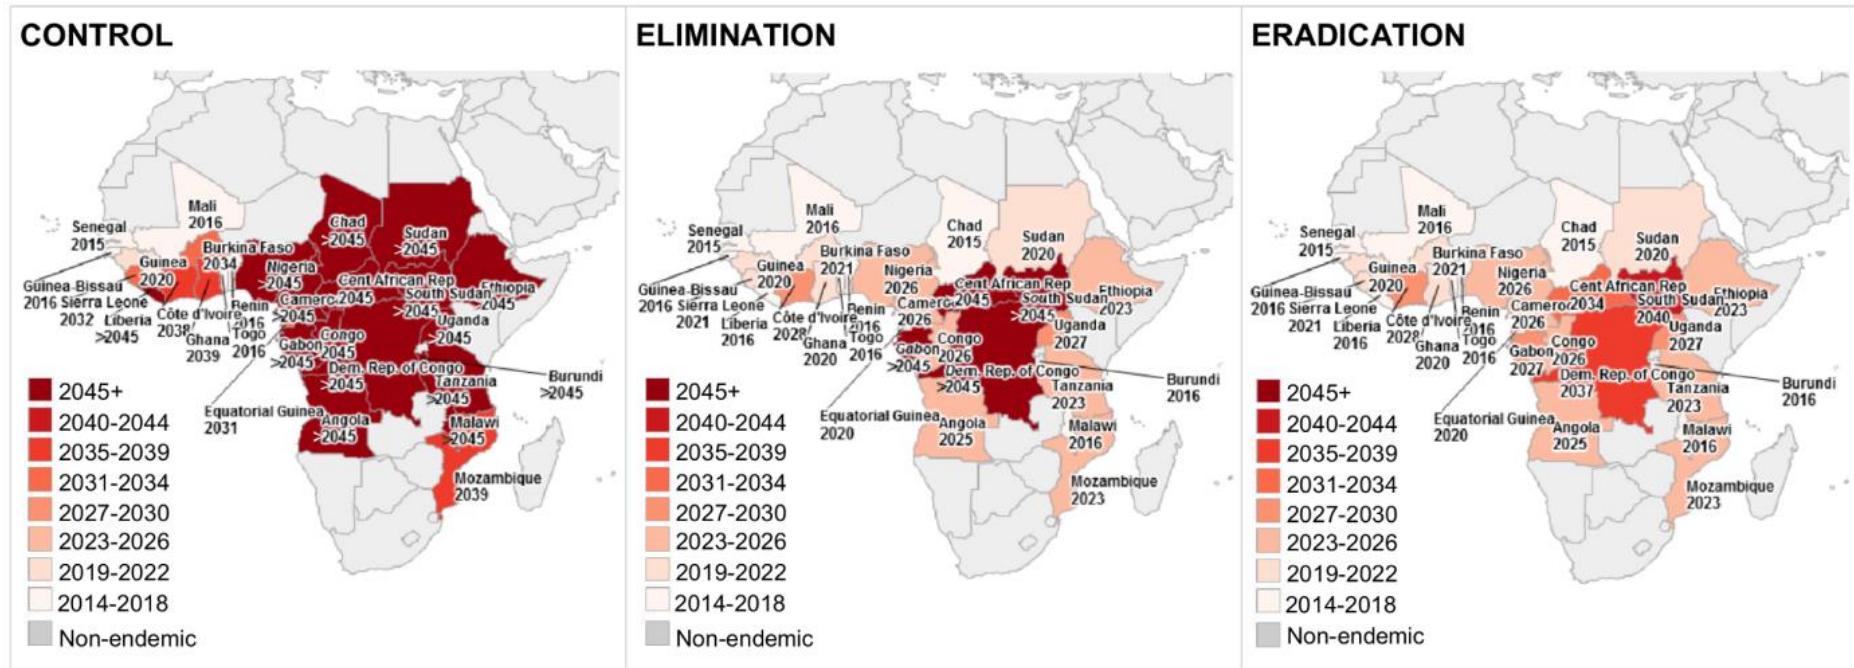 CONTROL
Mali
2016
Senegal
2015
Chad
>2045
Sudan
>2045
Burkina Faso
2034
Guinea
2020
Nigeria
>2045
Guinea-Bissau
2016
Sierra Leone
2032
Cent African Rep
>2045
South Sudan
>2045
Ethiopia
2045
Liberia
>2045
Côte d'Ivoire
2038
Ghana
2039
Benin
2016
Togo
2016
Camero
>2045
Uganda
>2045
Gabon
>2045
Congo
2045
Dem. Rep. of Congo
>2045
Tanzania
>2045
Burundi
>2045
Equatorial Guinea
2031
Angola
>2045
Malawi
>2045
Mozambique
2039
2045+
2040-2044
2035-2039
2031-2034
2027-2030
2023-2026
2019-2022
2014-2018
Non-endemic
ELIMINATION
Mali
2016
Senegal
2015
Chad
2015
Sudan
2020
Burkina Faso
2021
Guinea
2020
Nigeria
2026
Guinea-Bissau
2016
Sierra Leone
2021
Cent African Rep
>2045
South Sudan
>2045
Ethiopia
2023
Liberia
2016
Côte d'Ivoire
2028
Ghana
2020
Benin
2016
Togo
2016
Camero
2026
Uganda
2027
Gabon
>2045
Congo
2026
Dem. Rep. of Congo
>2045
Tanzania
2023
Burundi
2016
Equatorial Guinea
2020
Angola
2025
Malawi
2016
Mozambique
2023
2045+
2040-2044
2035-2039
2031-2034
2027-2030
2023-2026
2019-2022
2014-2018
Non-endemic
ERADICATION
Mali
2016
Senegal
2015
Chad
2015
Sudan
2020
Burkina Faso
2021
Guinea
2020
Nigeria
2026
Guinea-Bissau
2016
Sierra Leone
2021
Cent African Rep
2034
South Sudan
2040
Ethiopia
2023
Liberia
2016
Côte d'Ivoire
2028
Ghana
2020
Benin
2016
Togo
2016
Camero
2026
Uganda
2027
Gabon
2027
Congo
2026
Dem. Rep. of Congo
2037
Tanzania
2023
Burundi
2016
Equatorial Guinea
2020
Angola
2025
Malawi
2016
Mozambique
2023
2045+
2040-2044
2035-2039
2031-2034
2027-2030
2023-2026
2019-2022
2014-2018
Non-endemic